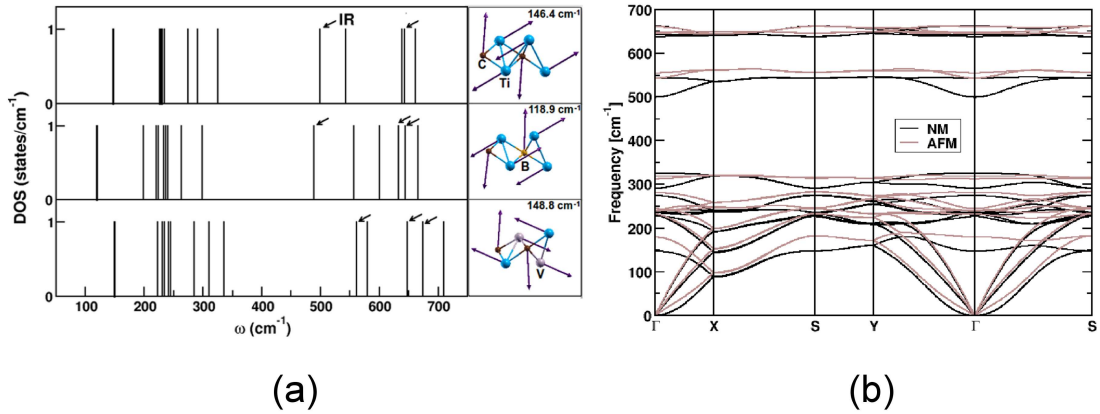 DOS (states/cm⁻¹)
1
0
1
0
1
0
IR
100 200 300 400 500 600 700
ω (cm⁻¹)
146.4 cm⁻¹
C
Ti
118.9 cm⁻¹
B
148.8 cm⁻¹
V
(a)
Frequency [cm⁻¹]
700
600
500
400
300
200
100
0
NM
AFM
Γ X S Y Γ S
(b)